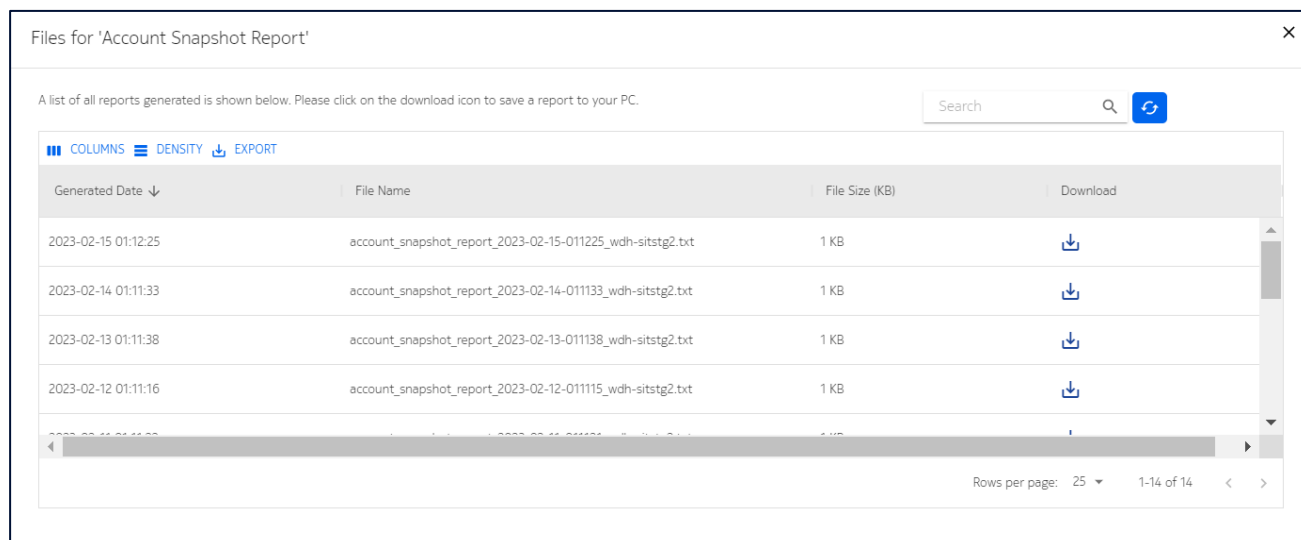 Files for 'Account Snapshot Report'
A list of all reports generated is shown below. Please click on the download icon to save a report to your PC.
Search
COLUMNS DENSITY EXPORT
Generated Date File Name File Size (KB) Download
2023-02-15 01:12:25 account_snapshot_report_2023-02-15-011225_wdh-sitstg2.txt 1 KB
2023-02-14 01:11:33 account_snapshot_report_2023-02-14-011133_wdh-sitstg2.txt 1 KB
2023-02-13 01:11:38 account_snapshot_report_2023-02-13-011138_wdh-sitstg2.txt 1 KB
2023-02-12 01:11:16 account_snapshot_report_2023-02-12-011115_wdh-sitstg2.txt 1 KB
Rows per page: 25 1-14 of 14